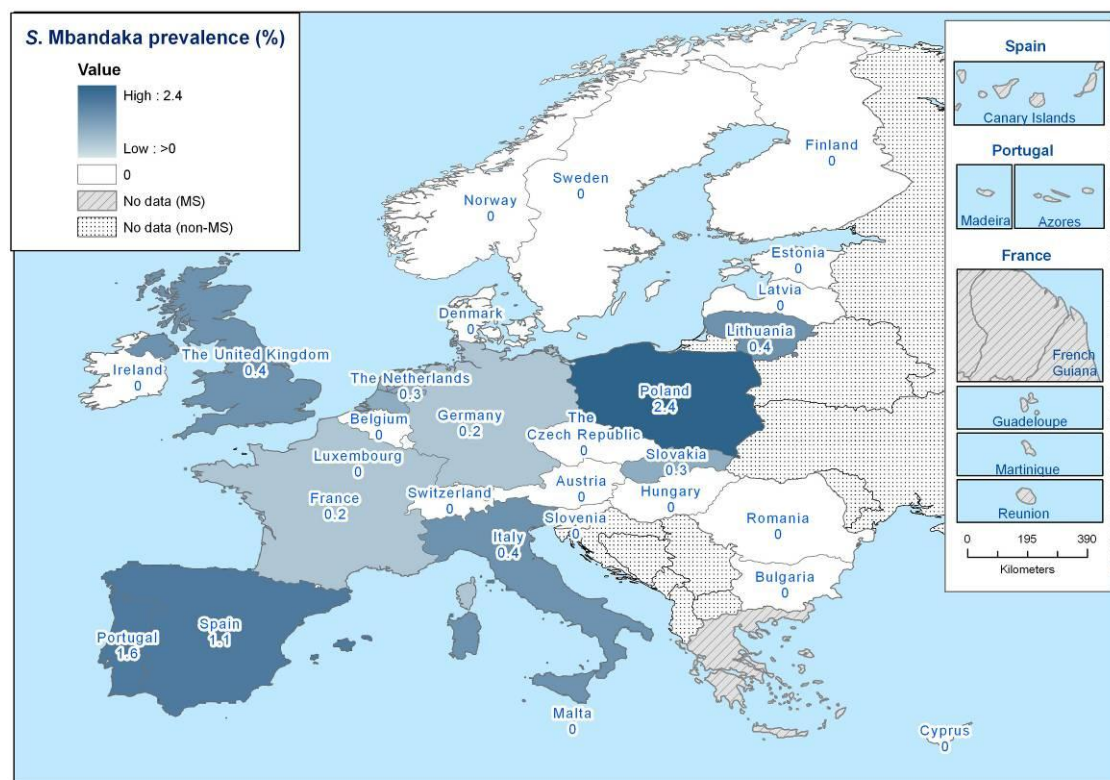 S. Mbandaka prevalence (%)
Value
High : 2.4
Low : >0
0
No data (MS)
No data (non-MS)
Finland
0
Sweden
0
Norway
0
Estonia
0
Latvia
0
Denmark
0
Lithuania
0.4
The United Kingdom
0.4
Ireland
0
The Netherlands
0.3
Poland
2.4
Belgium
0
Germany
0.2
The
Czech Republic
0
Luxembourg
0
Slovakia
0.3
France
0.2
Switzerland
0
Austria
0
Hungary
0
Slovenia
0
Romania
0
Italy
0.4
Bulgaria
0
Portugal
1.6
Spain
1.1
Malta
0
Cyprus
0
Spain
Canary Islands
Portugal
Madeira
Azores
France
French
Guiana
Guadeloupe
Martinique
Reunion
0 195 390
Kilometers